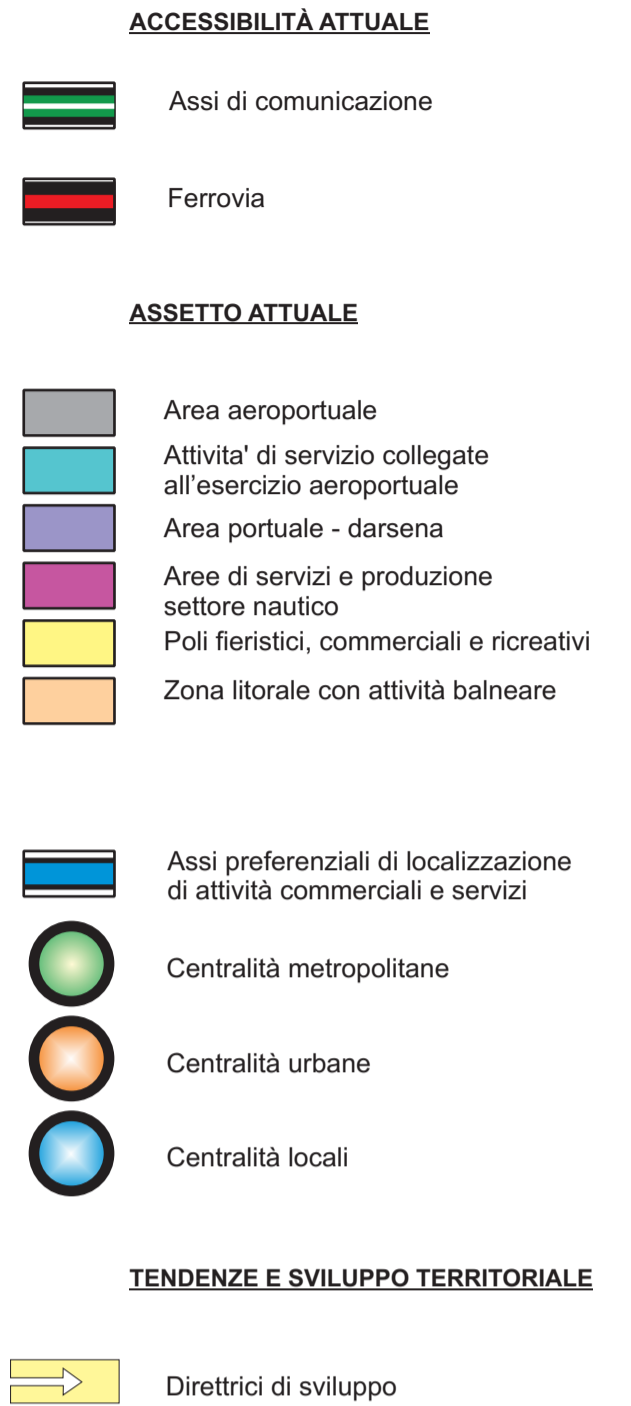 ACCESSIBILITÀ ATTUALE
Assi di comunicazione
Ferrovia
ASSETTO ATTUALE
Area aeroportuale
Attivita' di servizio collegate
all'esercizio aeroportuale
Area portuale - darsena
Aree di servizi e produzione
settore nautico
Poli fieristici, commerciali e ricreativi
Zona litorale con attività balneare
Assi preferenziali di localizzazione
di attività commerciali e servizi
Centralità metropolitane
Centralità urbane
Centralità locali
TENDENZE E SVILUPPO TERRITORIALE
Direttrici di sviluppo